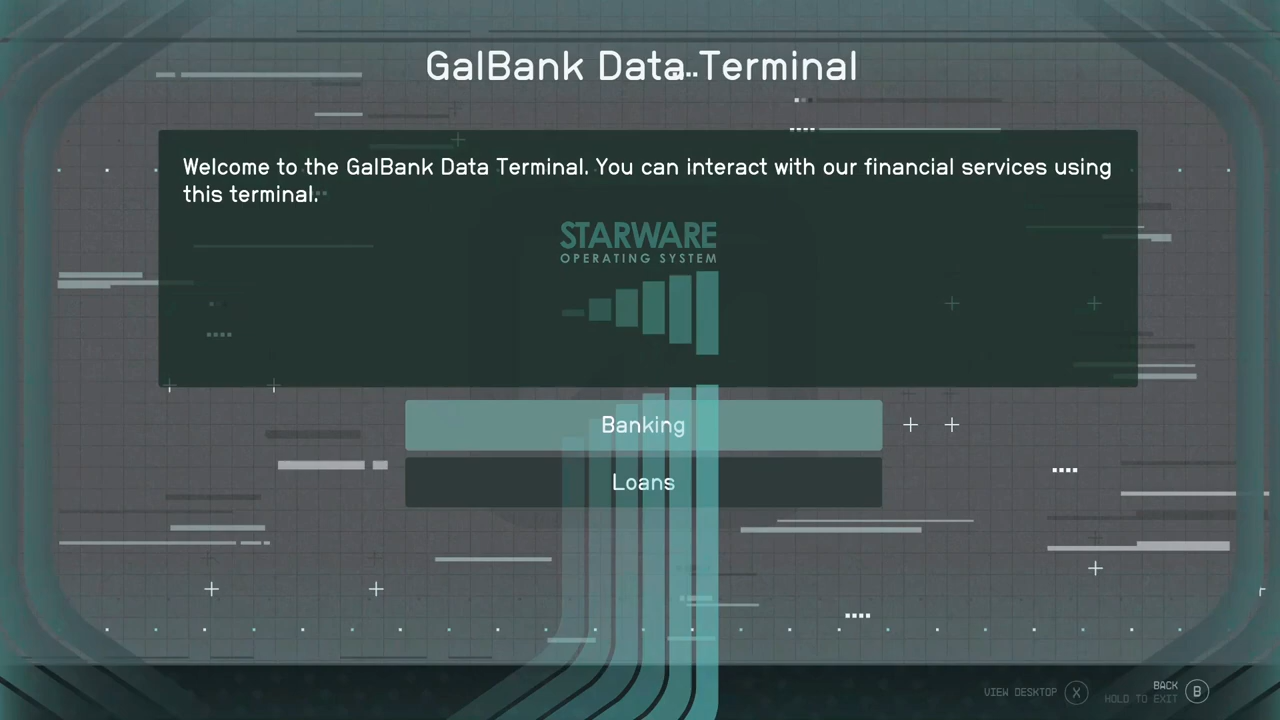 GalBank Data Terminal
Welcome to the GalBank Data Terminal. You can interact with our financial services using
this terminal.
STARWARE
OPERATING SYSTEM
Banking
Loans
VIEW DESKTOP X
BACK
HOLD TO EXIT B